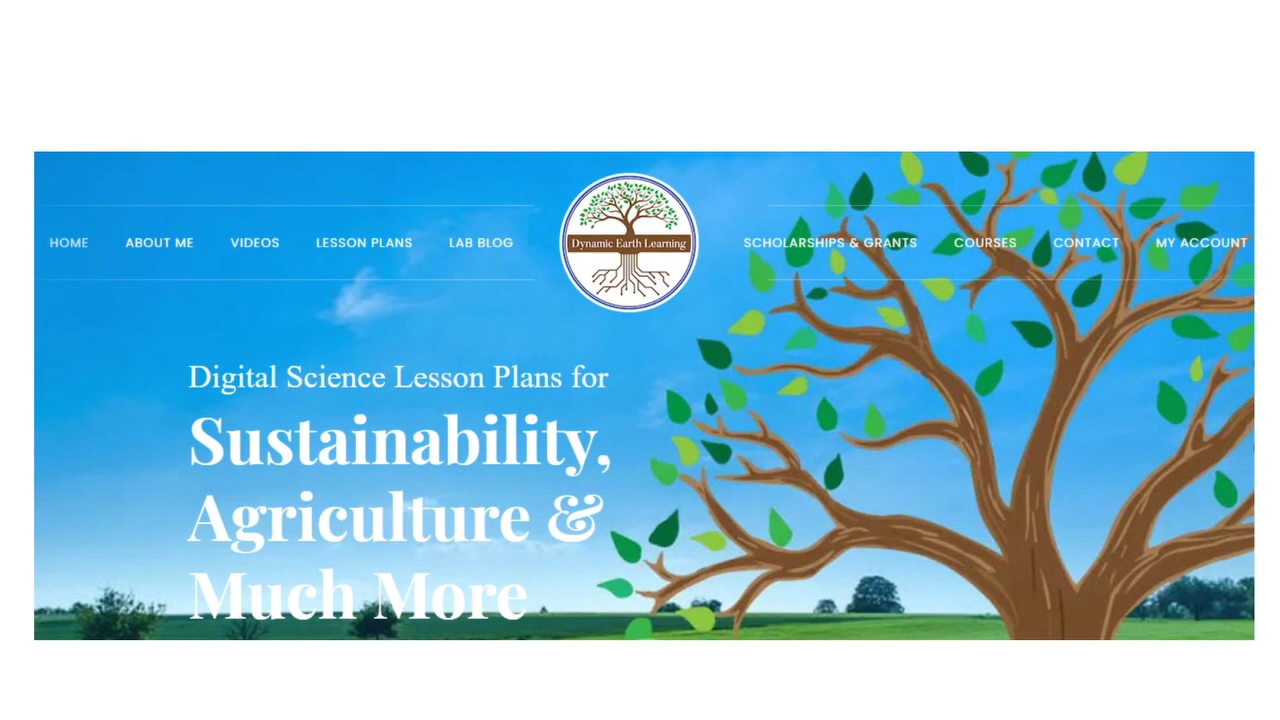 HOME ABOUT ME VIDEOS LESSON PLANS LAB BLOG Dynamic Earth Learning SCHOLARSHIPS & GRANTS COURSES CONTACT MY ACCOUNT
Digital Science Lesson Plans for
Sustainability,
Agriculture &
Much More